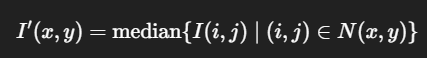 I′(x, y) = median{I(i, j) | (i, j) ∈ N(x, y)}